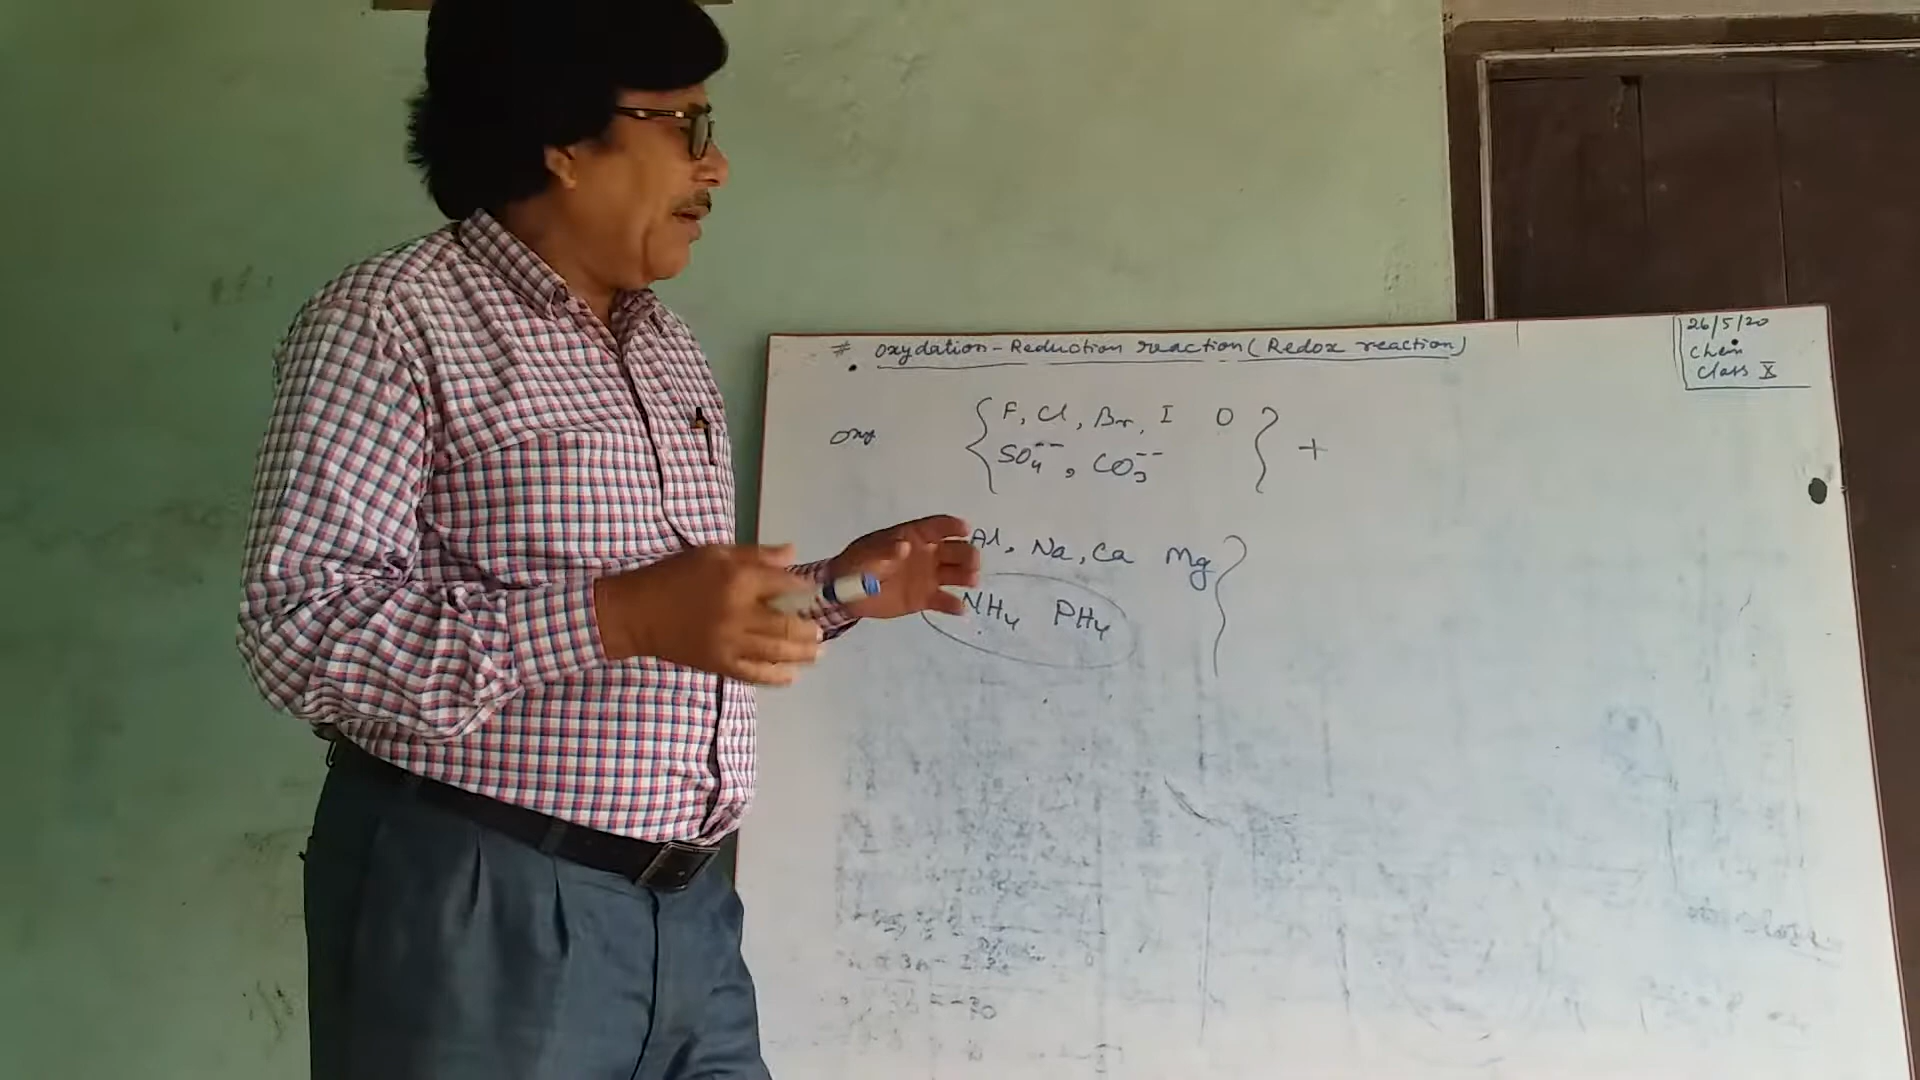 # Oxydation-Reduction reaction (Redox reaction)
26/5/20
Chem
Class X
Oxy { F, Cl, Br, I O } +
SO₄⁻⁻, CO₃⁻⁻
Al, Na, Ca Mg }
NH₄ PH₄